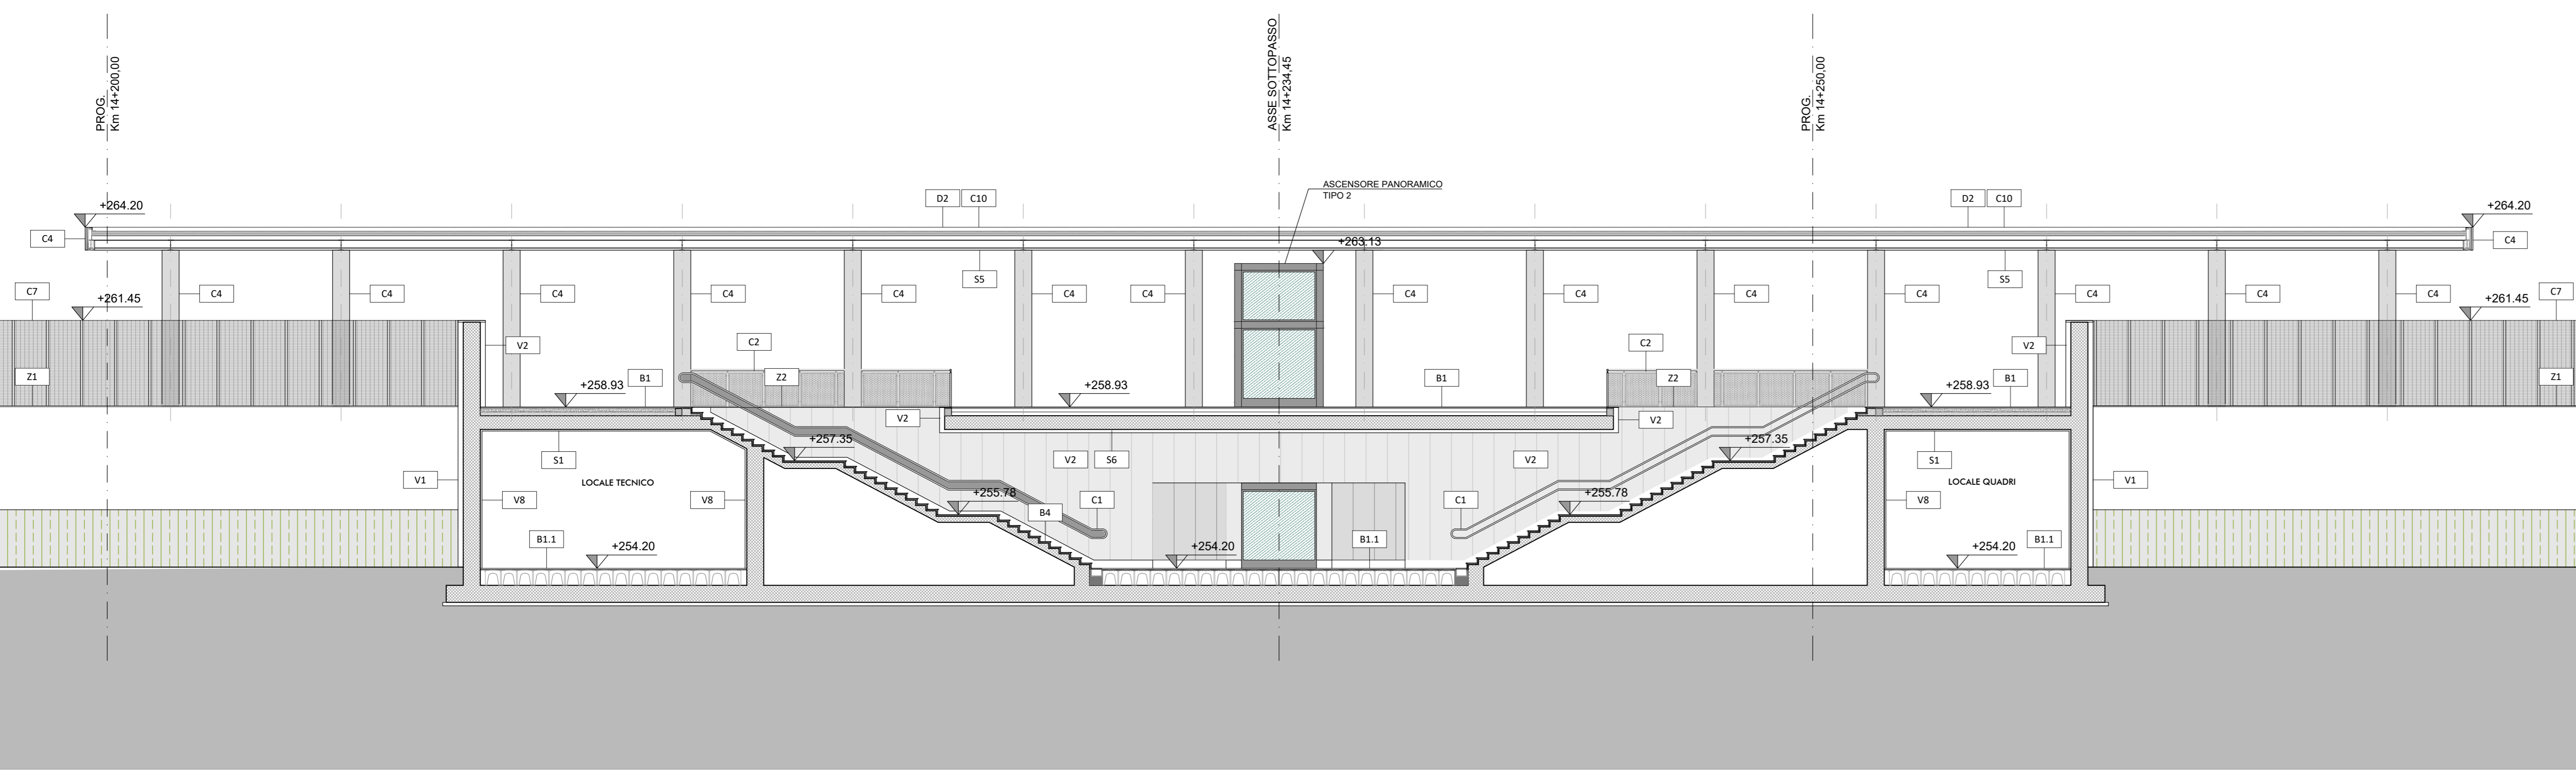 PROG.
Km 14+200,00
ASSE SOTTOPASSO
Km 14+234,45
PROG.
Km 14+250,00
ASCENSORE PANORAMICO
TIPO 2
D2 C10
D2 C10
+264.20
+264.20
C4
C4
+263.13
S5
S5
C7
C4
C4
C4
C4
C4
C4
C4
C4
C4
C4
C4
C4
C4
C4
C7
+261.45
+261.45
V2
C2
C2
V2
Z1
B1
Z2
B1
Z2
B1
Z1
+258.93
+258.93
+258.93
V2
V2
+257.35
+257.35
S1
V2
S6
V2
S1
V1
LOCALE TECNICO
LOCALE QUADRI
V1
V8
V8
+255.78
C1
C1
+255.78
V8
B4
B1.1
B1.1
B1.1
+254.20
+254.20
+254.20